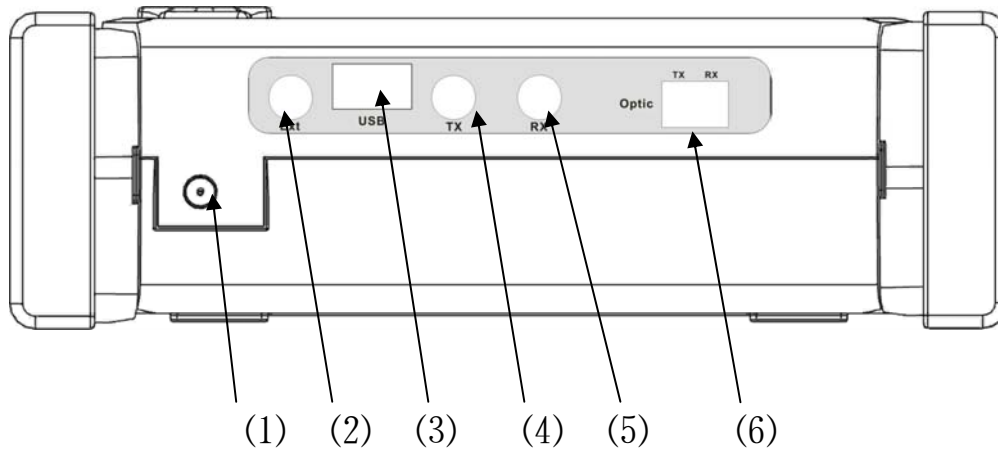 TX RX
Optic
Ext USB TX RX
(1) (2) (3) (4) (5) (6)